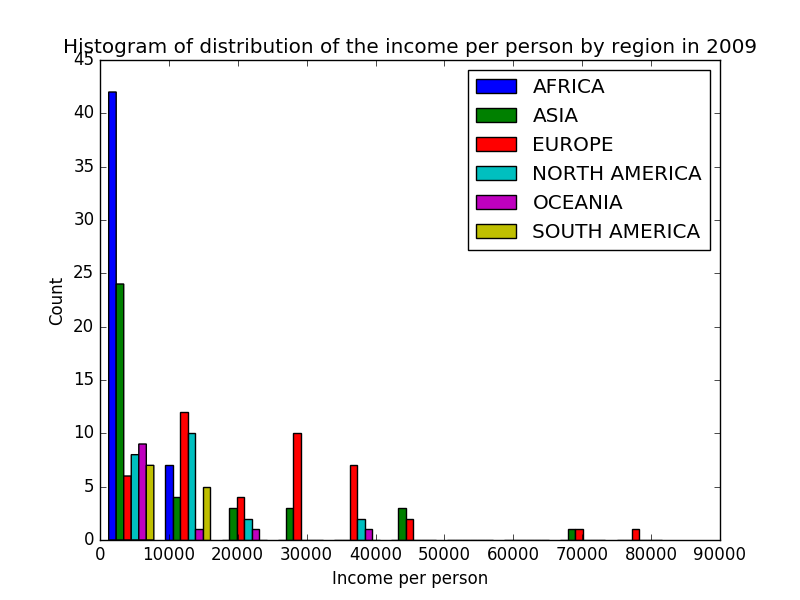 Histogram of distribution of the income per person by region in 2009
45
40
35
30
25
20
15
10
5
0
Count
AFRICA
ASIA
EUROPE
NORTH AMERICA
OCEANIA
SOUTH AMERICA
0 10000 20000 30000 40000 50000 60000 70000 80000 90000
Income per person